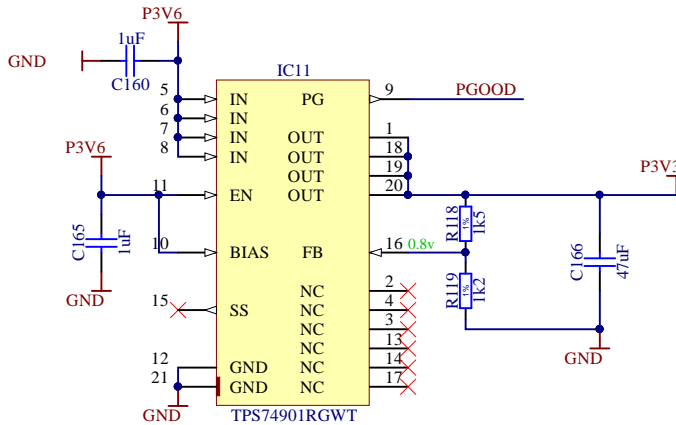 P3V6
1uF
GND
C160
IC11
5
IN
PG
9
PGOOD
6
IN
7
IN
OUT
1
8
IN
OUT
18
OUT
19
P3V6
P3V3
11
EN
OUT
20
R118
1%
1k5
C165
1uF
10
BIAS
FB
16
0.8v
C166
47uF
R119
1%
1k2
GND
NC
2
15
SS
NC
4
NC
3
NC
13
12
GND
NC
14
21
GND
NC
17
GND
GND
TPS74901RGWT